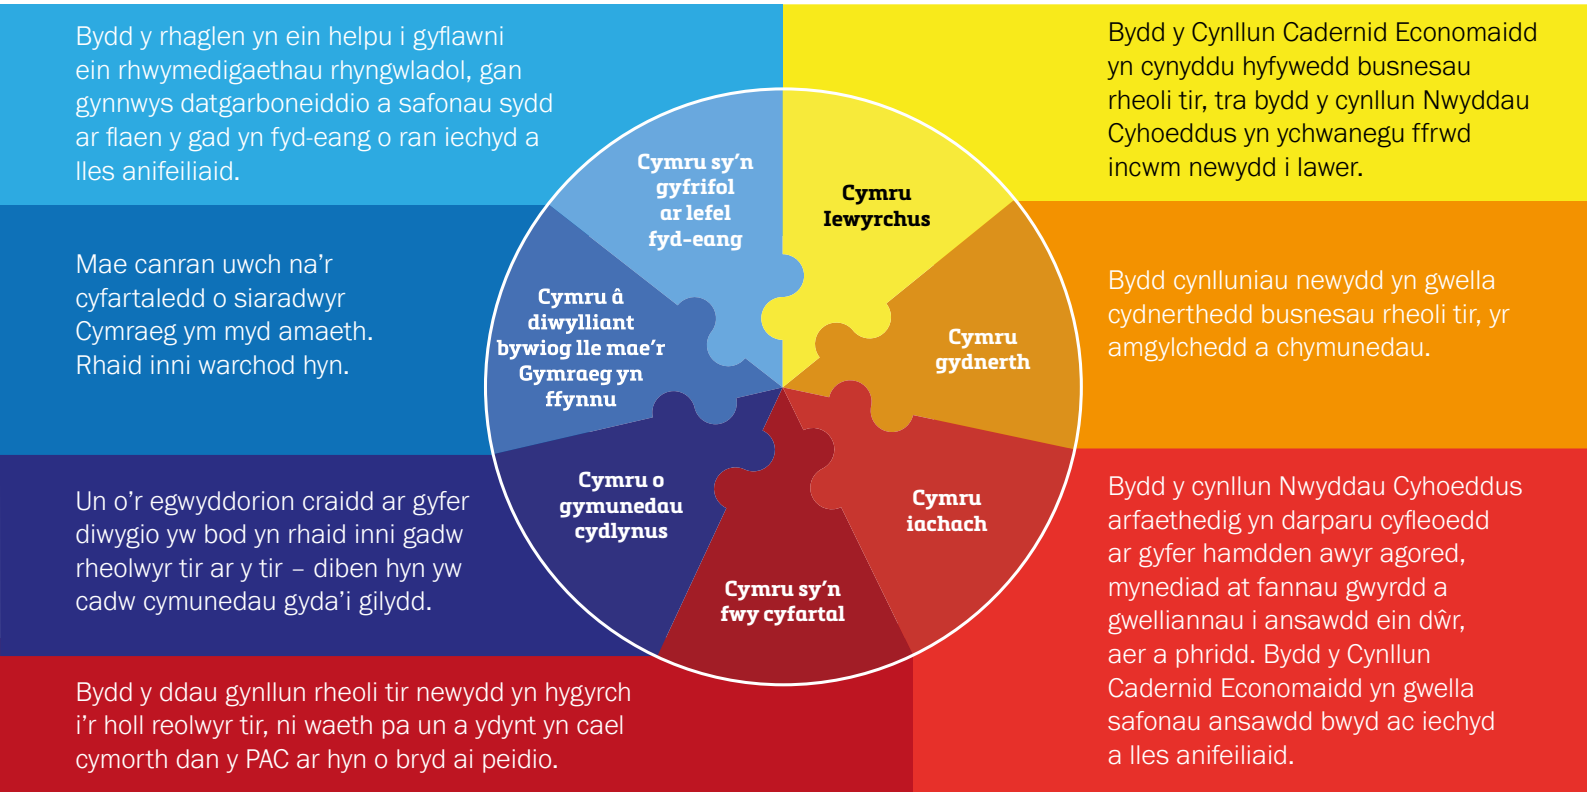 Bydd y rhaglen yn ein helpu i gyflawni
ein rhwymedigaethau rhyngwladol, gan
gynnwys datgarboneiddio a safonau sydd
ar flaen y gad yn fyd-eang o ran iechyd a
lles anifeiliaid.
Bydd y Cynllun Cadernid Economaidd
yn cynyddu hyfywedd busnesau
rheoli tir, tra bydd y cynllun Nwyddau
Cyhoeddus yn ychwanegu ffrwd
incwm newydd i lawer.
Cymru sy'n
gyfrifol
ar lefel
fyd-eang
Cymru
Iewyrchus
Mae canran uwch na'r
cyfartaledd o siaradwyr
Cymraeg ym myd amaeth.
Rhaid inni warchod hyn.
Cymru â
diwylliant
bywiog lle mae'r
Gymraeg yn
ffynnu
Cymru
gydnerth
Bydd cynlluniau newydd yn gwella
cydnerthedd busnesau rheoli tir, yr
amgylchedd a chymunedau.
Un o'r egwyddorion craidd ar gyfer
diwygio yw bod yn rhaid inni gadw
rheolwyr tir ar y tir – diben hyn yw
cadw cymunedau gyda'i gilydd.
Cymru o
gymunedau
cydlynus
Cymru
iachach
Bydd y cynllun Nwyddau Cyhoeddus
arfaethedig yn darparu cyfleoedd
ar gyfer hamdden awyr agored,
mynediad at fannau gwyrdd a
gwelliannau i ansawdd ein dŵr,
aer a phridd. Bydd y Cynllun
Cadernid Economaidd yn gwella
safonau ansawdd bwyd ac iechyd
a lles anifeiliaid.
Cymru sy'n
fwy cyfartal
Bydd y ddau gynllun rheoli tir newydd yn hygyrch
i'r holl reolwyr tir, ni waeth pa un a ydynt yn cael
cymorth dan y PAC ar hyn o bryd ai peidio.